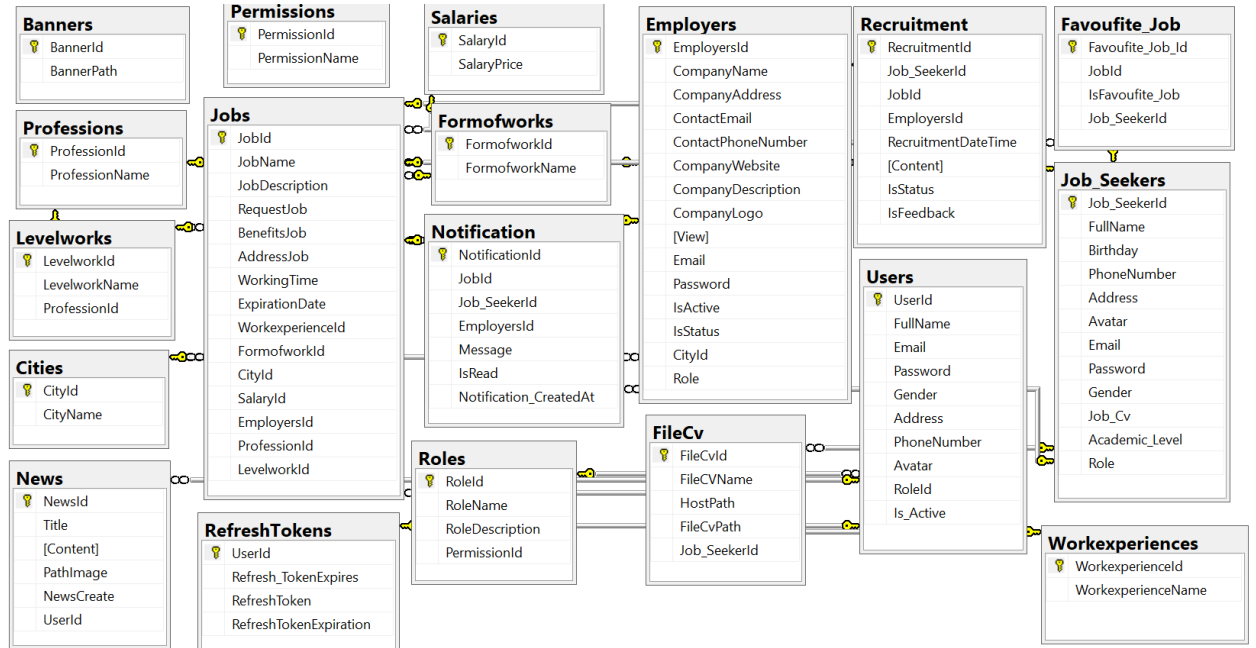 Banners
BannerId
BannerPath
Permissions
PermissionId
PermissionName
Salaries
SalaryId
SalaryPrice
Employers
EmployersId
CompanyName
CompanyAddress
ContactEmail
ContactPhoneNumber
CompanyWebsite
CompanyDescription
CompanyLogo
[View]
Email
Password
IsActive
IsStatus
CityId
Role
Recruitment
RecruitmentId
Job_SeekerId
JobId
EmployersId
RecruitmentDateTime
[Content]
IsStatus
IsFeedback
Favoufite_Job
Favoufite_Job_Id
JobId
IsFavoufite_Job
Job_SeekerId
Professions
ProfessionId
ProfessionName
Jobs
JobId
JobName
JobDescription
RequestJob
BenefitsJob
AddressJob
WorkingTime
ExpirationDate
WorkexperienceId
FormofworkId
CityId
SalaryId
EmployersId
ProfessionId
LevelworkId
Formofworks
FormofworkId
FormofworkName
Job_Seekers
Job_SeekerId
FullName
Birthday
PhoneNumber
Address
Avatar
Email
Password
Gender
Job_Cv
Academic_Level
Role
Levelworks
LevelworkId
LevelworkName
ProfessionId
Notification
NotificationId
JobId
Job_SeekerId
EmployersId
Message
IsRead
Notification_CreatedAt
Users
UserId
FullName
Email
Password
Gender
Address
PhoneNumber
Avatar
RoleId
Is_Active
Cities
CityId
CityName
News
NewsId
Title
[Content]
PathImage
NewsCreate
UserId
RefreshTokens
UserId
Refresh_TokenExpires
RefreshToken
RefreshTokenExpiration
Roles
RoleId
RoleName
RoleDescription
PermissionId
FileCv
FileCvId
FileCVName
HostPath
FileCvPath
Job_SeekerId
Workexperiences
WorkexperienceId
WorkexperienceName